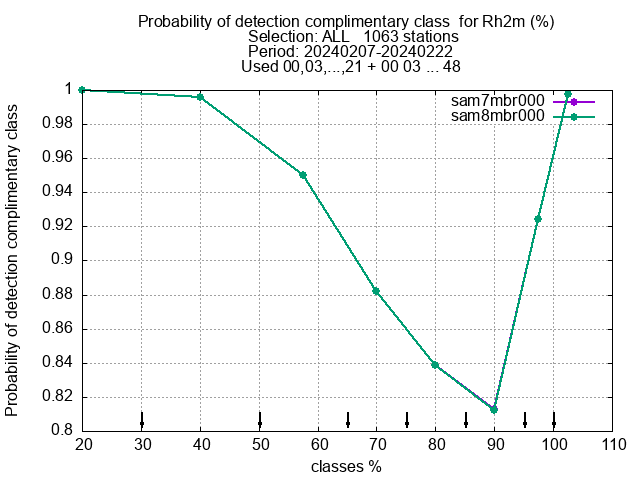 Probability of detection complimentary class  for Rh2m (%)
Selection: ALL   1063 stations
Period: 20240207-20240222
Used 00,03,...,21 + 00 03 ... 48
sam7mbr000
sam8mbr000
Probability of detection complimentary class
1
0.98
0.96
0.94
0.92
0.9
0.88
0.86
0.84
0.82
0.8
20 30 40 50 60 70 80 90 100 110
classes %